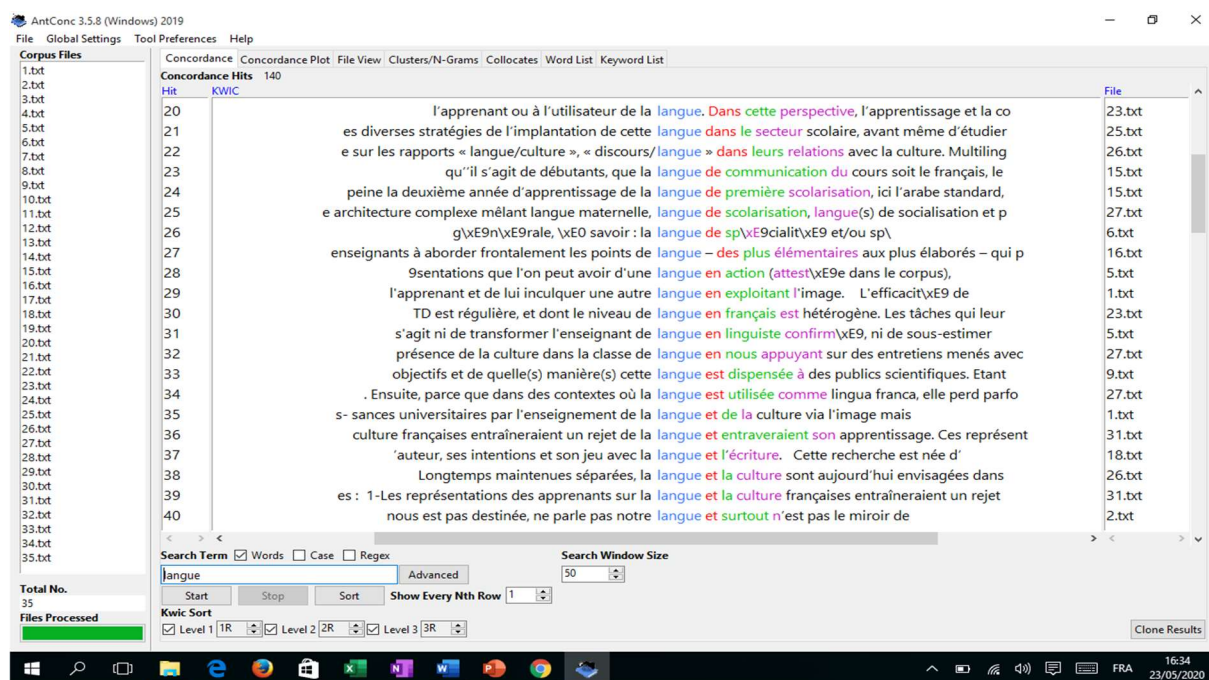 AntConc 3.5.8 (Windows) 2019
File Global Settings Tool Preferences Help
Corpus Files
1.txt
2.txt
3.txt
4.txt
5.txt
6.txt
7.txt
8.txt
9.txt
10.txt
11.txt
12.txt
13.txt
14.txt
15.txt
16.txt
17.txt
18.txt
19.txt
20.txt
21.txt
22.txt
23.txt
24.txt
25.txt
26.txt
27.txt
28.txt
29.txt
30.txt
31.txt
32.txt
33.txt
34.txt
35.txt
Total No.
35
Files Processed
Concordance Concordance Plot File View Clusters/N-Grams Collocates Word List Keyword List
Concordance Hits 140
Hit KWIC File
20 l'apprenant ou à l'utilisateur de la langue. Dans cette perspective, l'apprentissage et la co 23.txt
21 es diverses stratégies de l'implantation de cette langue dans le secteur scolaire, avant même d'étudier 25.txt
22 e sur les rapports « langue/culture », « discours/langue » dans leurs relations avec la culture. Multiling 26.txt
23 qu''il s'agit de débutants, que la langue de communication du cours soit le français, le 15.txt
24 peine la deuxième année d'apprentissage de la langue de première scolarisation, ici l'arabe standard, 15.txt
25 e architecture complexe mêlant langue maternelle, langue de scolarisation, langue(s) de socialisation et p 27.txt
26 g\xE9n\xE9rale, \xE0 savoir : la langue de sp\xE9cialit\xE9 et/ou sp\ 6.txt
27 enseignants à aborder frontalement les points de langue – des plus élémentaires aux plus élaborés – qui p 16.txt
28 9sentations que l'on peut avoir d'une langue en action (attest\xE9e dans le corpus), 5.txt
29 l'apprenant et de lui inculquer une autre langue en exploitant l'image. L'efficacit\xE9 de 1.txt
30 TD est régulière, et dont le niveau de langue en français est hétérogène. Les tâches qui leur 23.txt
31 s'agit ni de transformer l'enseignant de langue en linguiste confirm\xE9, ni de sous-estimer 5.txt
32 présence de la culture dans la classe de langue en nous appuyant sur des entretiens menés avec 27.txt
33 objectifs et de quelle(s) manière(s) cette langue est dispensée à des publics scientifiques. Etant 9.txt
34 . Ensuite, parce que dans des contextes où la langue est utilisée comme lingua franca, elle perd parfo 27.txt
35 s- sances universitaires par l'enseignement de la langue et de la culture via l'image mais 1.txt
36 culture françaises entraîneraient un rejet de la langue et entraveraient son apprentissage. Ces représent 31.txt
37 'auteur, ses intentions et son jeu avec la langue et l'écriture. Cette recherche est née d' 18.txt
38 Longtemps maintenues séparées, la langue et la culture sont aujourd'hui envisagées dans 26.txt
39 es : 1-Les représentations des apprenants sur la langue et la culture françaises entraîneraient un rejet 31.txt
40 nous est pas destinée, ne parle pas notre langue et surtout n'est pas le miroir de 2.txt
Search Term Words Case Regex Search Window Size
langue Advanced 50
Start Stop Sort Show Every Nth Row 1
Kwic Sort
Level 1 1R Level 2 2R Level 3 3R Clone Results
FRA 16:34
23/05/2020